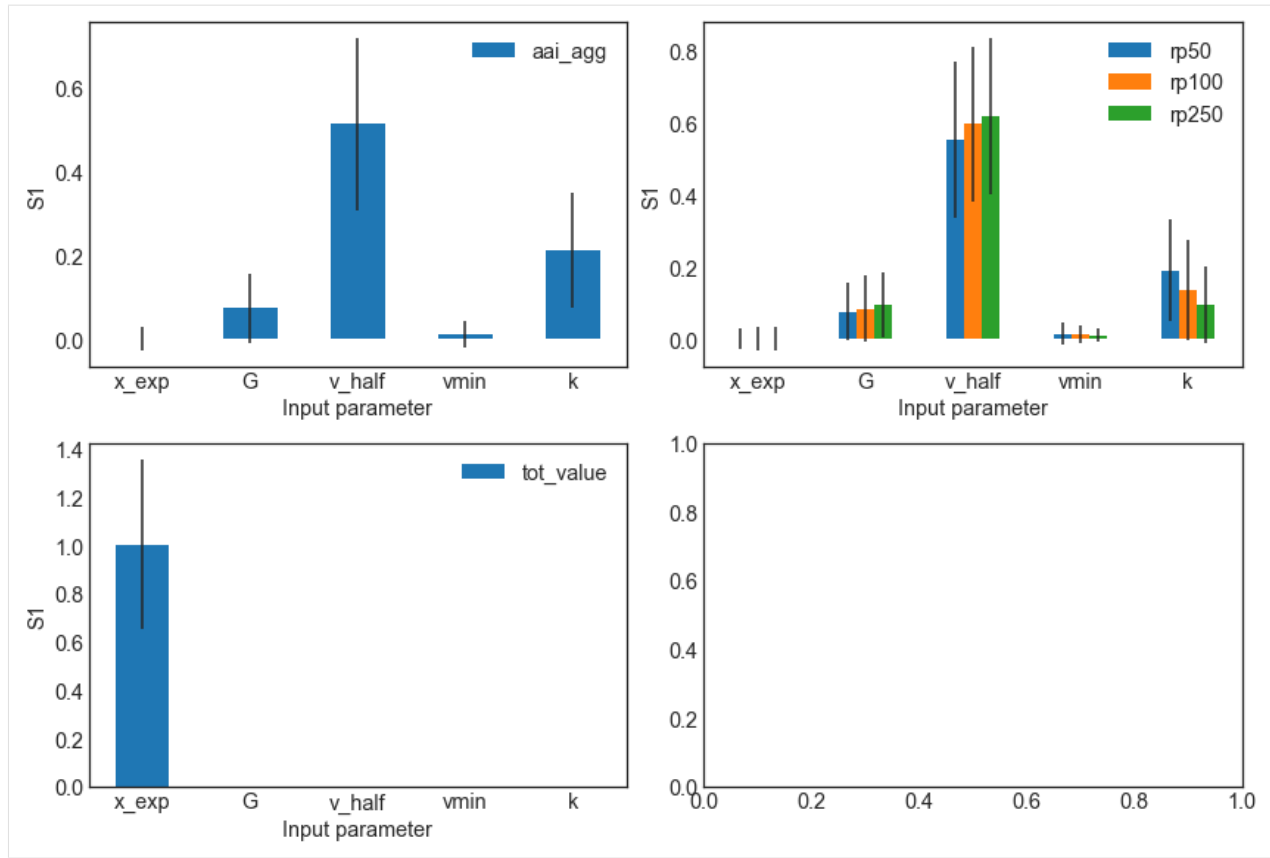 aai_agg
0.6
0.4
0.2
0.0
S1
x_exp G v_half vmin k
Input parameter
rp50
rp100
rp250
0.8
0.6
0.4
0.2
0.0
S1
x_exp G v_half vmin k
Input parameter
tot_value
1.4
1.2
1.0
0.8
0.6
0.4
0.2
0.0
S1
x_exp G v_half vmin k
Input parameter
1.0
0.8
0.6
0.4
0.2
0.0
0.0 0.2 0.4 0.6 0.8 1.0